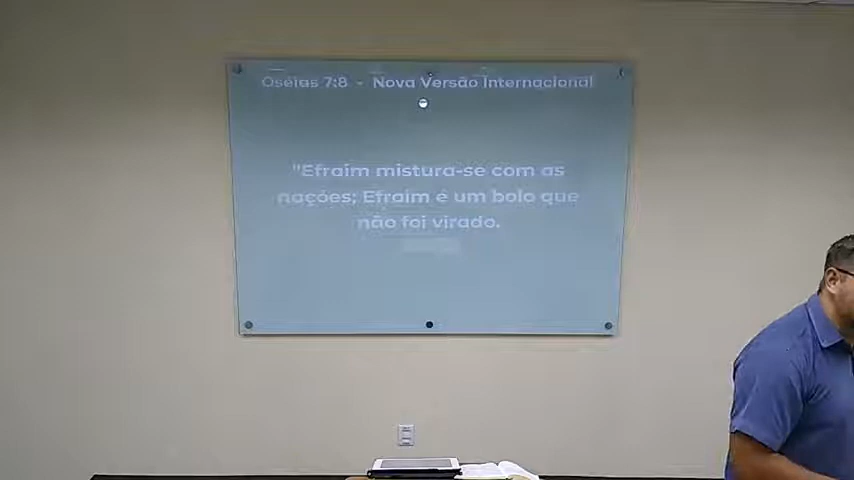 Oséias 7:8 - Nova Versão Internacional
"Efraim mistura-se com as
nações; Efraim é um bolo que
não foi virado.